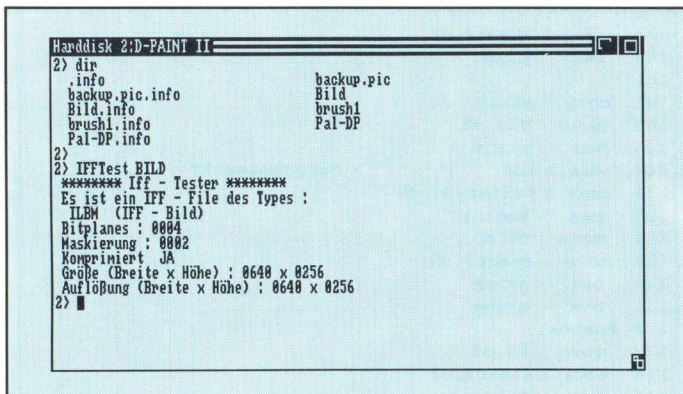 Harddisk 2:D-PAINT II
2> dir
.info backup.pic
backup.pic.info Bild
Bild.info brush1
brush1.info Pal-DP
Pal-DP.info
2>
2> IFFTest BILD
******** Iff - Tester ********
Es ist ein IFF - File des Types :
ILBM (IFF - Bild)
Bitplanes : 0004
Maskierung : 0002
Komprimiert JA
Größe (Breite x Höhe) : 0640 x 0256
Auflößung (Breite x Höhe) : 0640 x 0256
2>